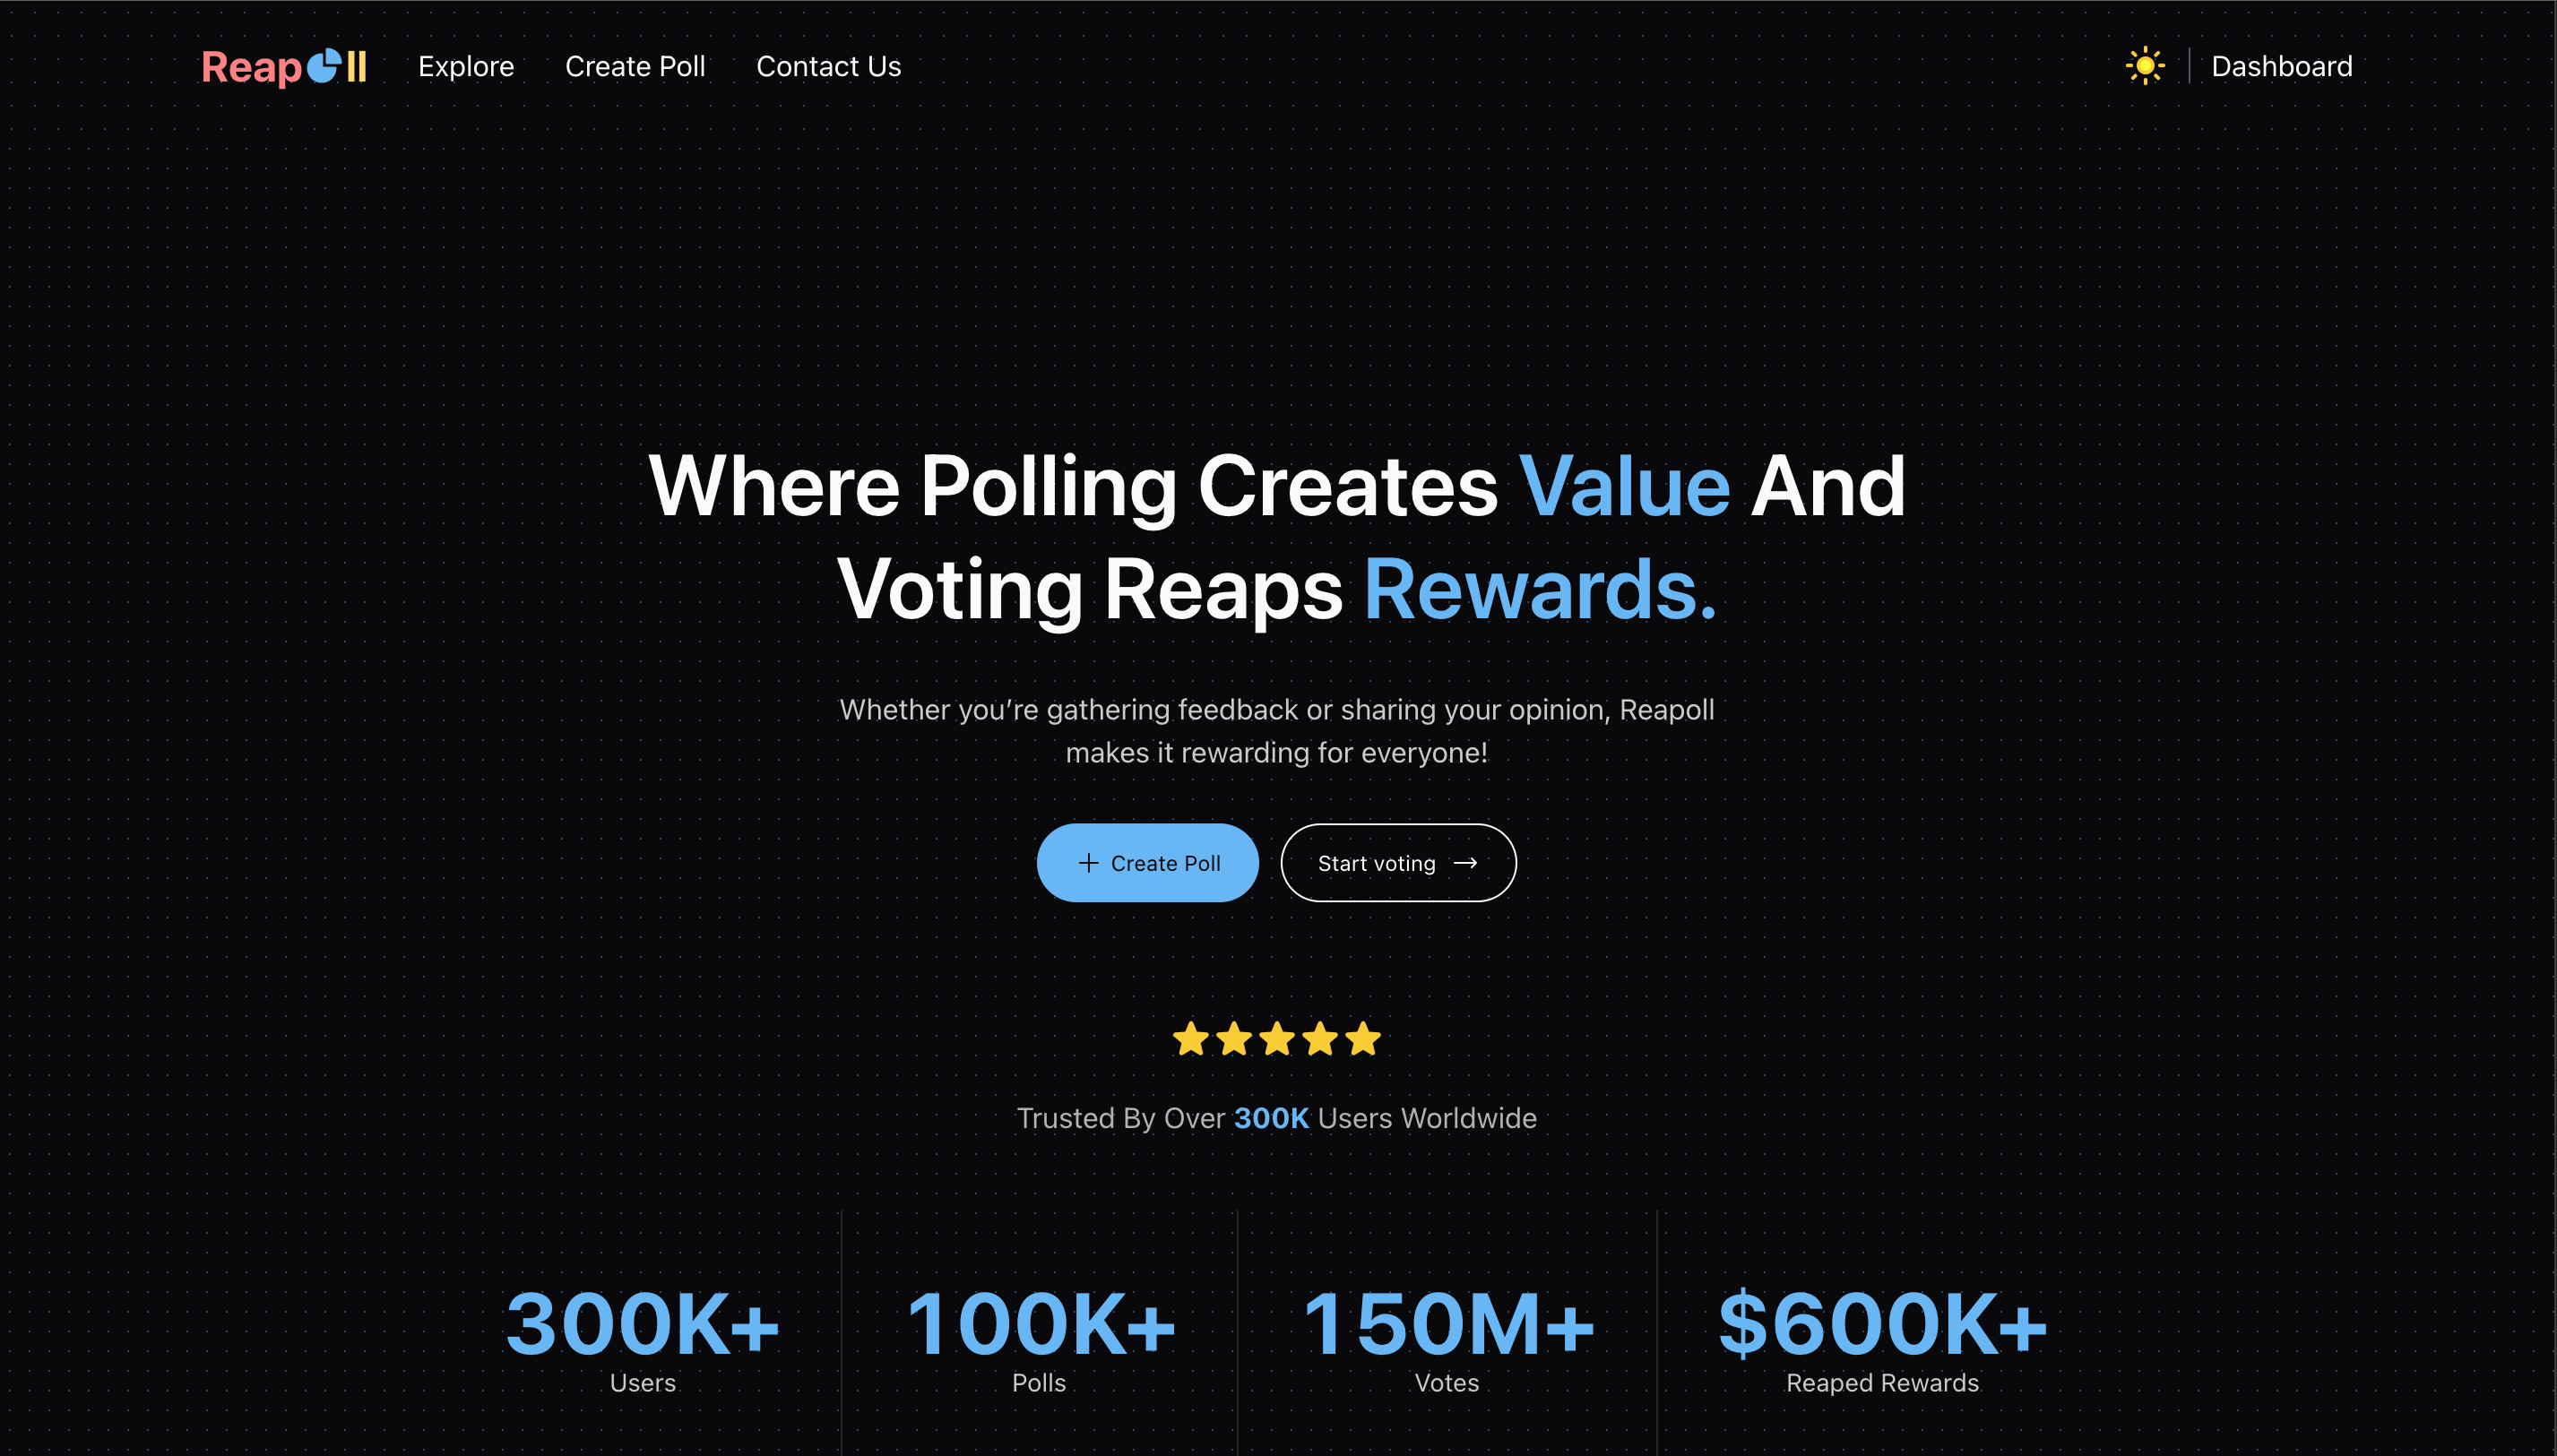 Reapoll
Explore
Create Poll
Contact Us
Dashboard
Where Polling Creates Value And
Voting Reaps Rewards.
Whether you’re gathering feedback or sharing your opinion, Reapoll
makes it rewarding for everyone!
Create Poll
Start voting
Trusted By Over 300K Users Worldwide
300K+
Users
100K+
Polls
150M+
Votes
$600K+
Reaped Rewards